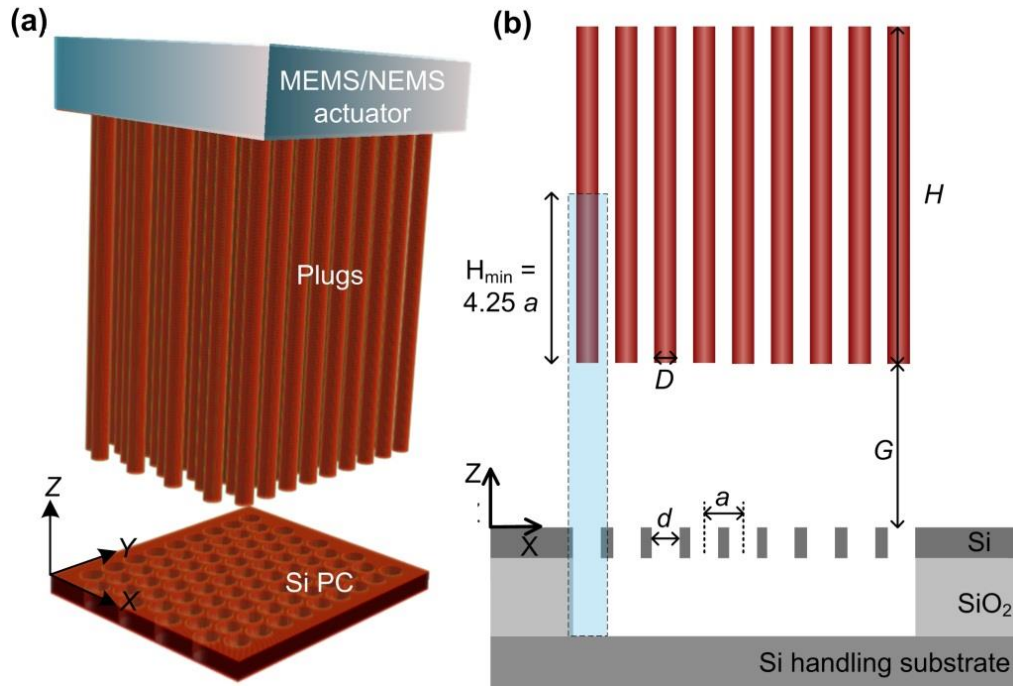 (a)
MEMS/NEMS
actuator
Plugs
Z
Y
X
Si PC
(b)
H
Hmin =
4.25 a
D
G
Z
X
d
a
Si
SiO₂
Si handling substrate